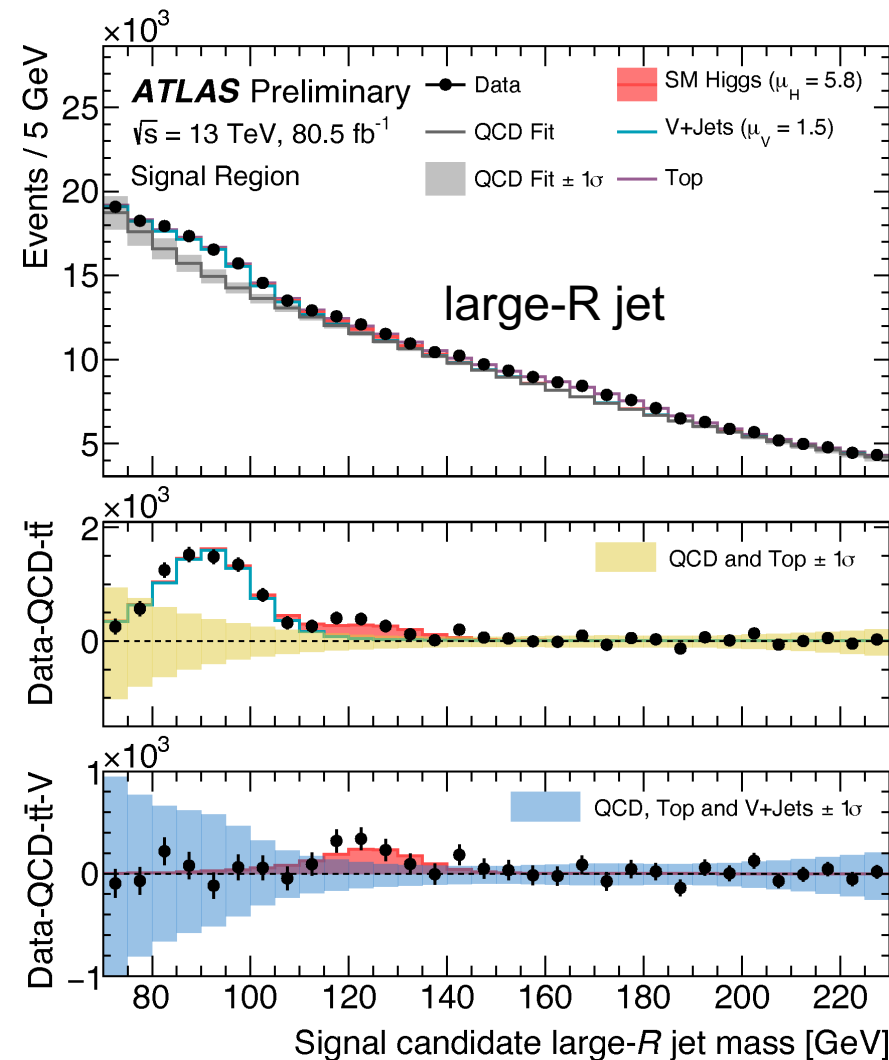 ×10³
Events / 5 GeV
25
20
15
10
5
ATLAS Preliminary
√s = 13 TeV, 80.5 fb⁻¹
Signal Region
Data
QCD Fit
QCD Fit ± 1σ
SM Higgs (μ_H = 5.8)
V+Jets (μ_V = 1.5)
Top
large-R jet
×10³
Data-QCD-tt̄
2
0
QCD and Top ± 1σ
×10³
Data-QCD-tt̄-V
1
0
−1
QCD, Top and V+Jets ± 1σ
80 100 120 140 160 180 200 220
Signal candidate large-R jet mass [GeV]